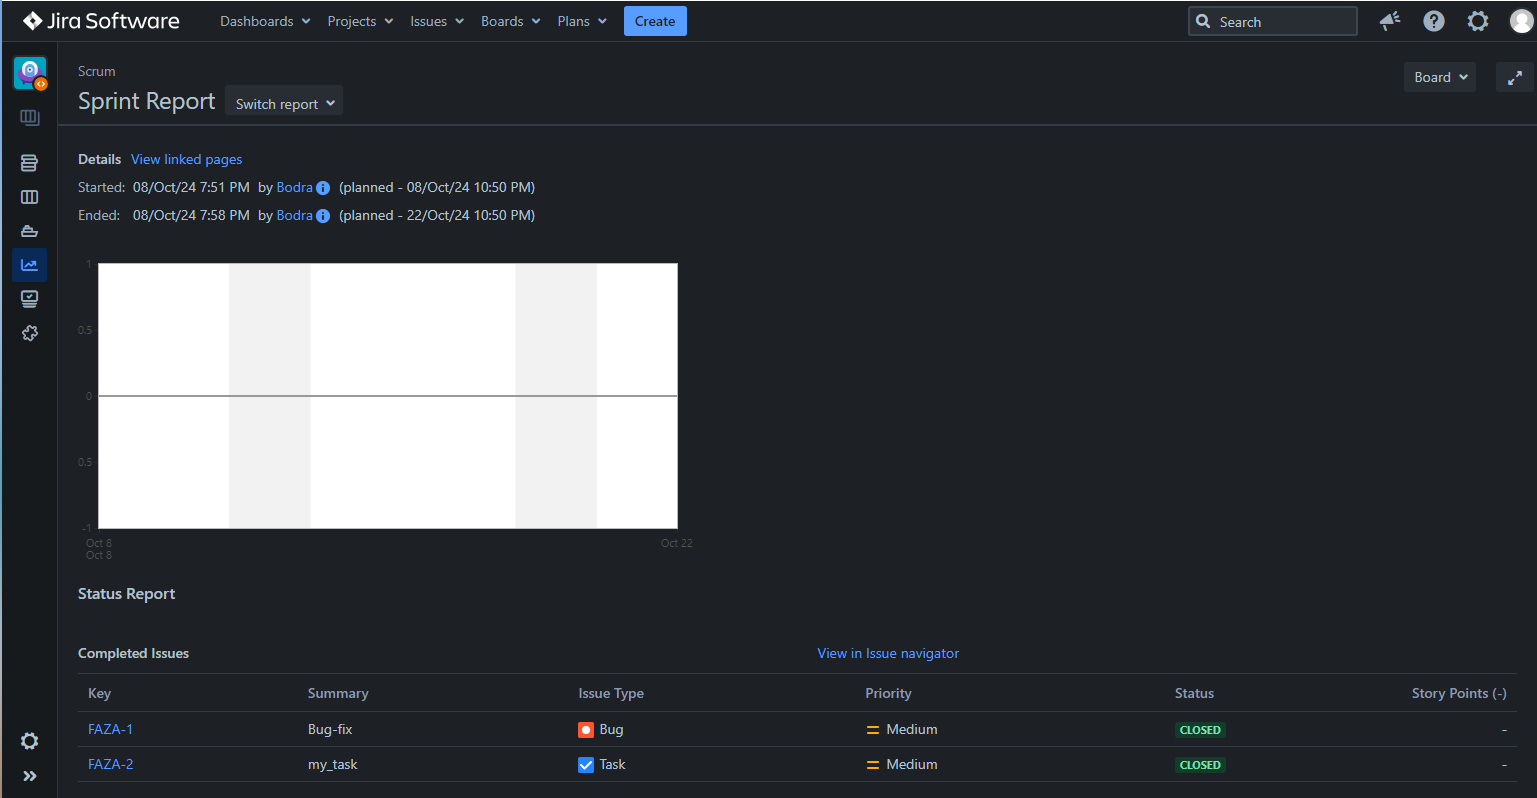 Jira Software Dashboards Projects Issues Boards Plans Create Search
Scrum
Board
Sprint Report Switch report
Details View linked pages
Started: 08/Oct/24 7:51 PM by Bodra (planned - 08/Oct/24 10:50 PM)
Ended: 08/Oct/24 7:58 PM by Bodra (planned - 22/Oct/24 10:50 PM)
1
0.5
0
0.5
-1
Oct 8 Oct 22
Oct 8
Status Report
Completed Issues View in Issue navigator
Key Summary Issue Type Priority Status Story Points (-)
FAZA-1 Bug-fix Bug Medium CLOSED -
FAZA-2 my_task Task Medium CLOSED -